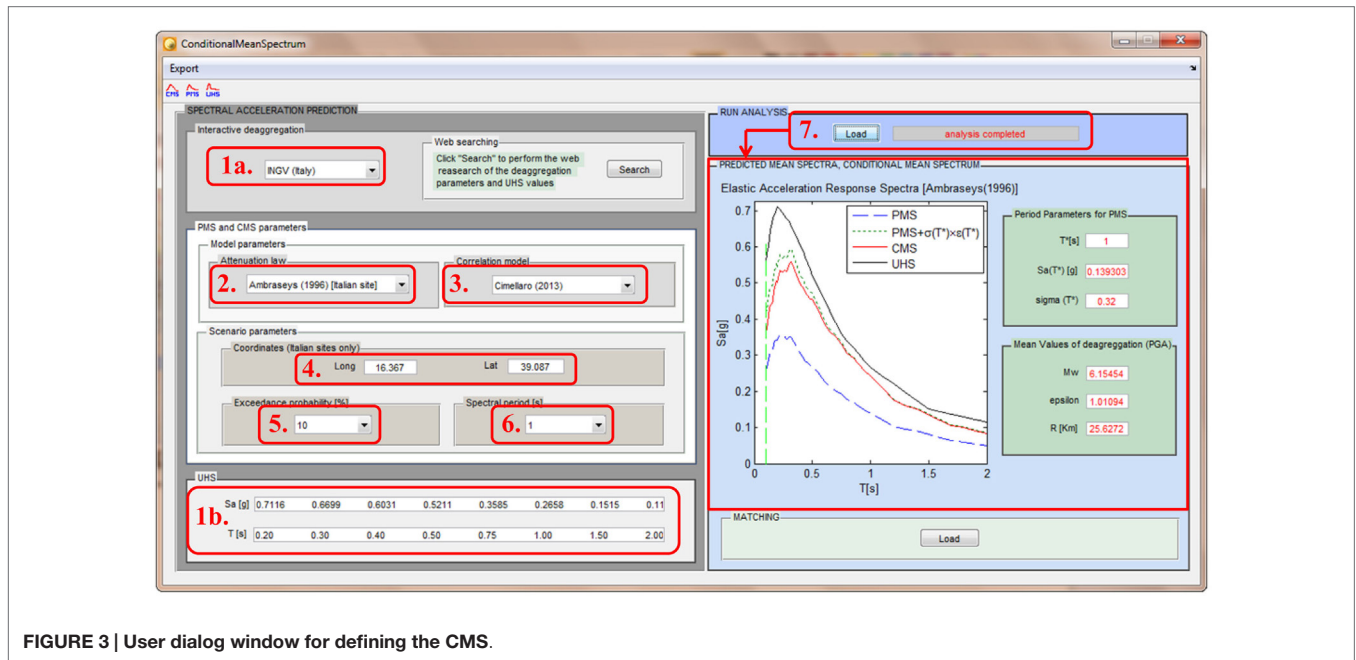 ConditionalMeanSpectrum
Export
CMS PMS UHS
SPECTRAL ACCELERATION PREDICTION
Interactive deaggregation
1a. INGV (Italy)
Web searching
Click "Search" to perform the web
reasearch of the deaggregation
parameters and UHS values
Search
PMS and CMS parameters
Model parameters
Attenuation law
2. Ambraseys (1996) [Italian site]
Correlation model
3. Cimellaro (2013)
Scenario parameters
Coordinates (Italian sites only)
4. Long 16.367 Lat 39.087
Exceedance probability [%]
5. 10
Spectral period [s]
6. 1
UHS
1b.
Sa [g] 0.7116 0.6699 0.6031 0.5211 0.3585 0.2658 0.1515 0.11
T [s] 0.20 0.30 0.40 0.50 0.75 1.00 1.50 2.00
RUN ANALYSIS
7. Load analysis completed
PREDICTED MEAN SPECTRA, CONDITIONAL MEAN SPECTRUM
Elastic Acceleration Response Spectra [Ambraseys(1996)]
PMS
PMS+σ(T*)×ε(T*)
CMS
UHS
0.7
0.6
0.5
0.4
0.3
0.2
0.1
0
Sa[g]
0 0.5 1 1.5 2
T[s]
Period Parameters for PMS
T*[s] 1
Sa(T*) [g] 0.139303
sigma (T*) 0.32
Mean Values of deagreggation (PGA)
Mw 6.15454
epsilon 1.01094
R [Km] 25.6272
MATCHING
Load
FIGURE 3 | User dialog window for defining the CMS.